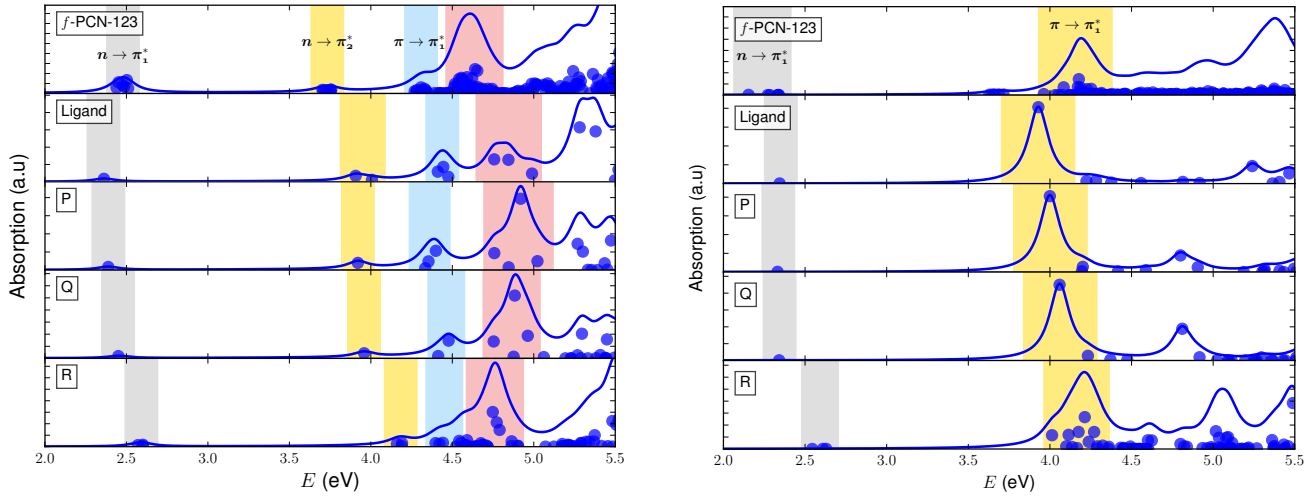 f-PCN-123
n → π₁*
n → π₂*
π → π₁*
Ligand
P
Q
R
Absorption (a.u)
2.0 2.5 3.0 3.5 4.0 4.5 5.0 5.5
E (eV)
f-PCN-123
n → π₁*
π → π₁*
Ligand
P
Q
R
Absorption (a.u)
2.0 2.5 3.0 3.5 4.0 4.5 5.0 5.5
E (eV)